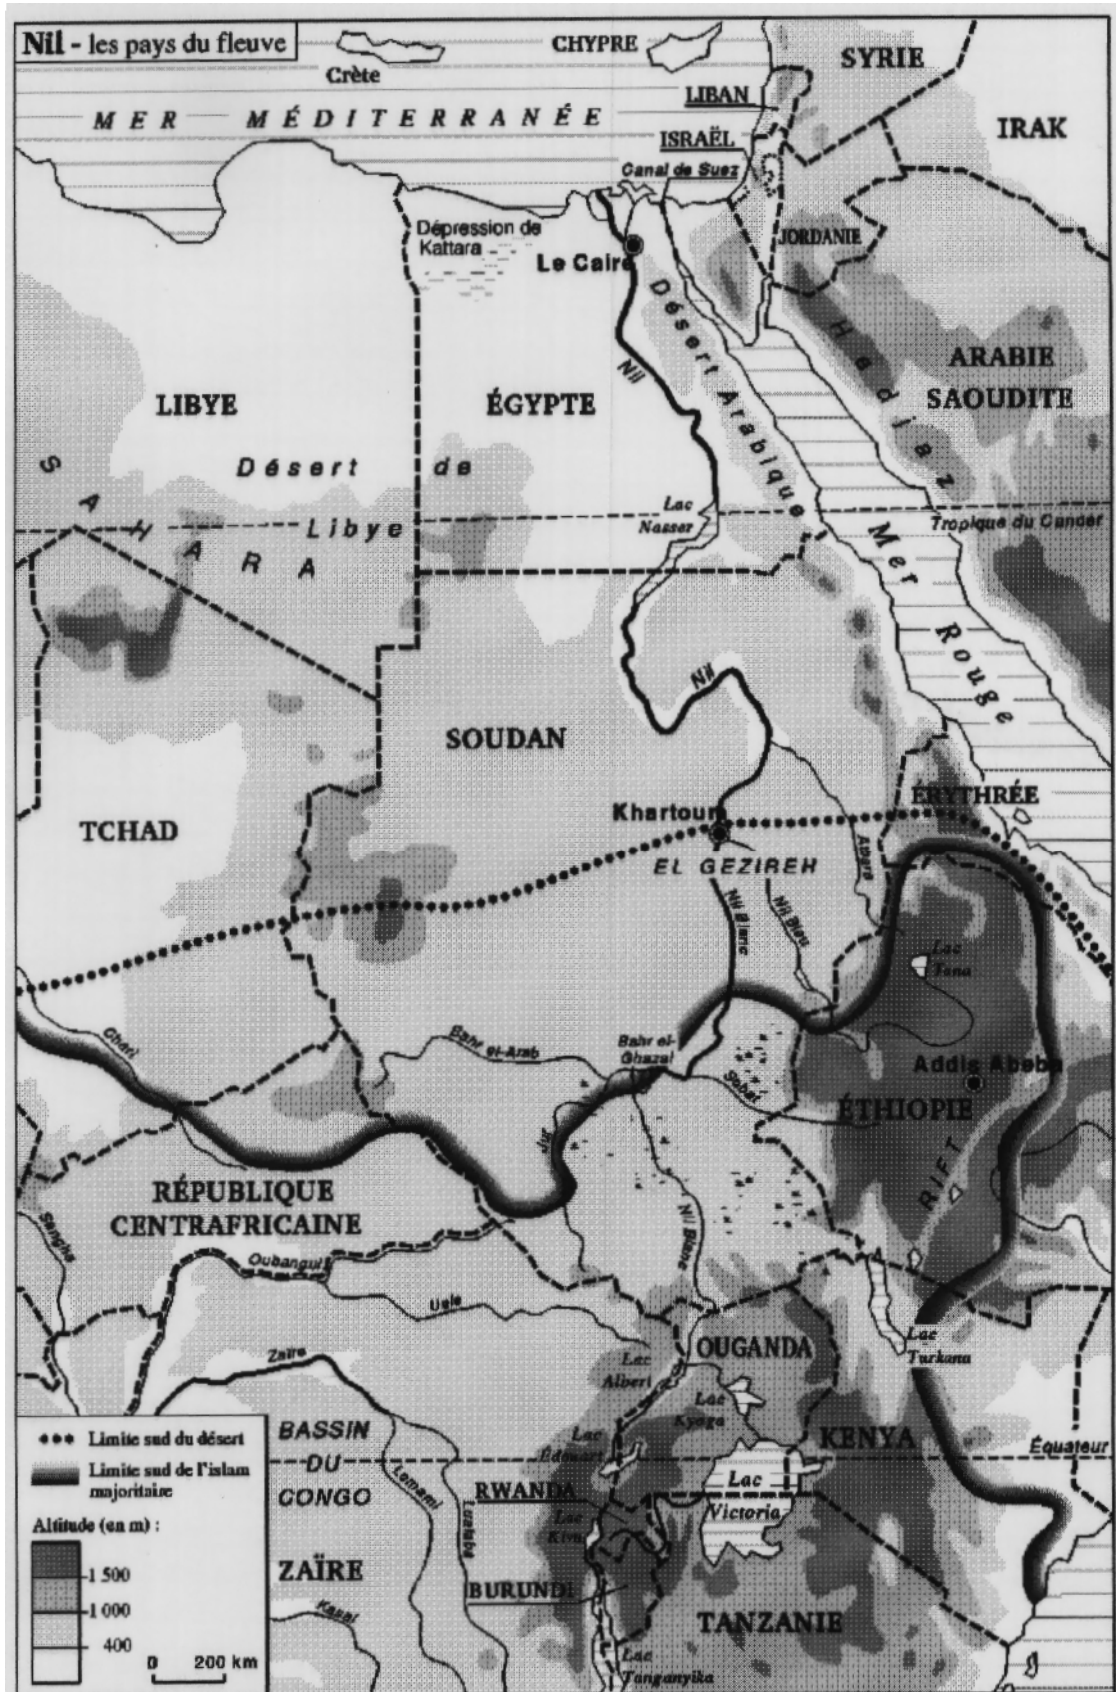 Nil - les pays du fleuve
CHYPRE
Crète
SYRIE
LIBAN
IRAK
MER MÉDITERRANÉE
ISRAËL
Canal de Suez
Dépression de
Kattara
JORDANIE
Le Caire
Désert Arabique
Hadjaz
Nil
ARABIE
SAOUDITE
LIBYE
ÉGYPTE
SAHARA
Désert de
Libye
Lac
Nasser
Tropique du Cancer
Mer Rouge
Nil
SOUDAN
TCHAD
Khartoum
ÉRYTHRÉE
EL GEZIREH
Nil Blanc
Nil Bleu
Lac
Tana
Chari
Bahr el-Arab
Bahr el-
Ghazal
Sobat
Addis Abeba
ÉTHIOPIE
RIFT
RÉPUBLIQUE
CENTRAFRICAINE
Sangha
Oubangui
Uele
Nil Blanc
Zaïre
OUGANDA
Lac
Turkana
Lac
Albert
Lac
Kyoga
KENYA
Lac
Édouart
Équateur
BASSIN
DU
CONGO
Lomami
Lualaba
RWANDA
Lac
Kivu
Lac
Victoria
ZAÏRE
BURUNDI
Kasaï
TANZANIE
Lac
Tanganyika
Limite sud du désert
Limite sud de l'islam
majoritaire
Altitude (en m) :
1 500
1 000
400
0 200 km